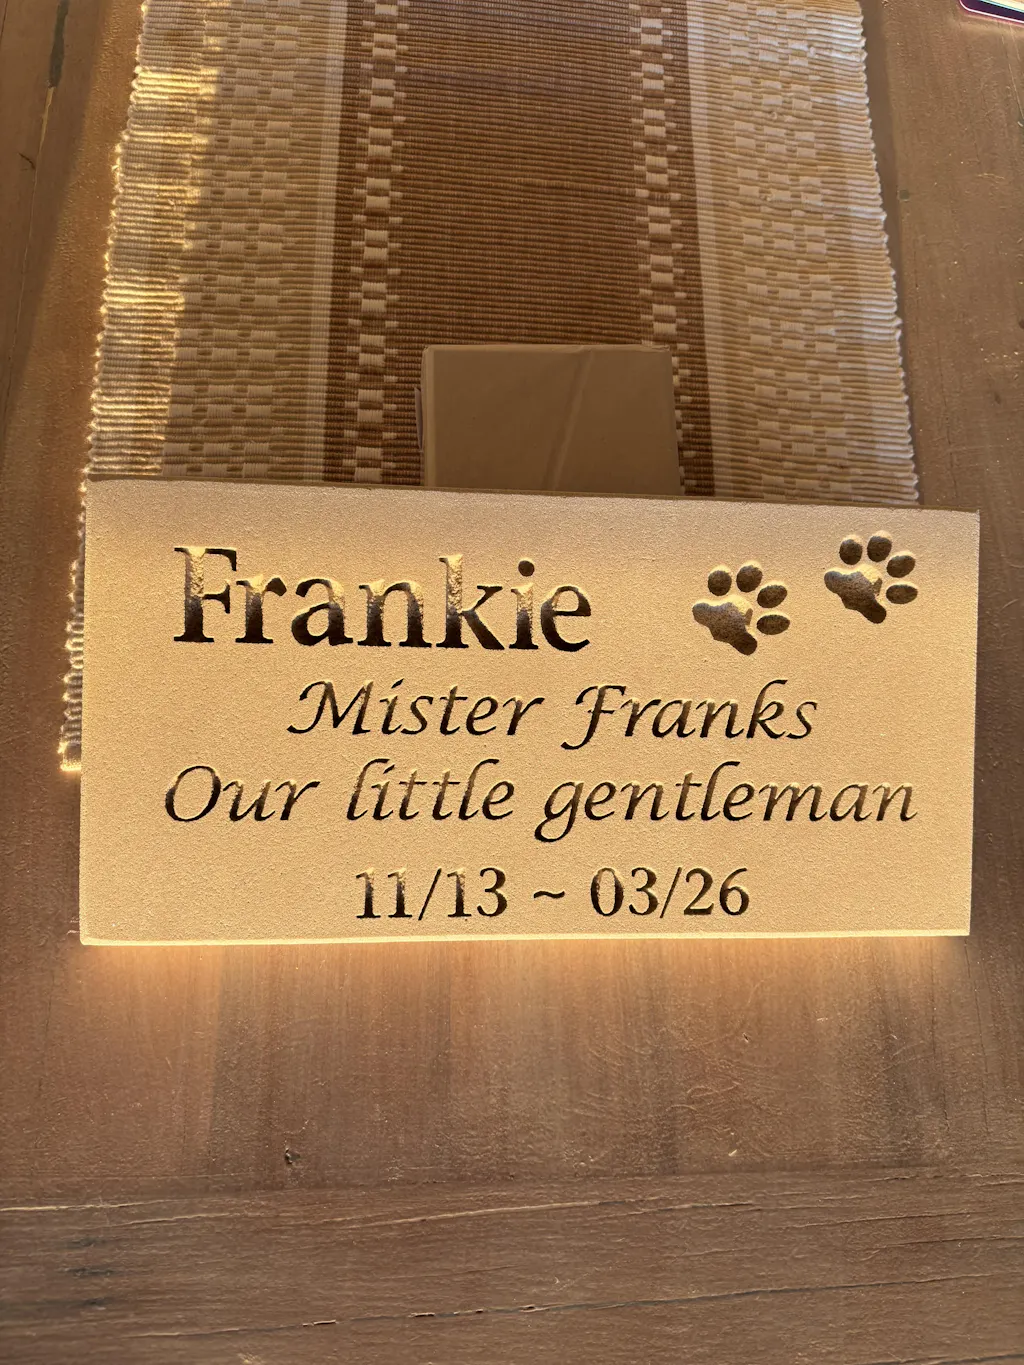 Frankie
Mister Franks
Our little gentleman
11/13 ~ 03/26